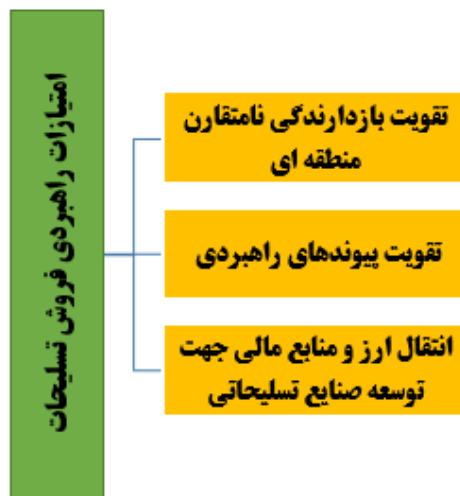 امتیازات راهبردی فروش تسلیحات
تقویت بازدارندگی نامتقارن
منطقه ای
تقویت پیوندهای راهبردی
انتقال ارز و منابع مالی جهت
توسعه صنایع تسلیحاتی